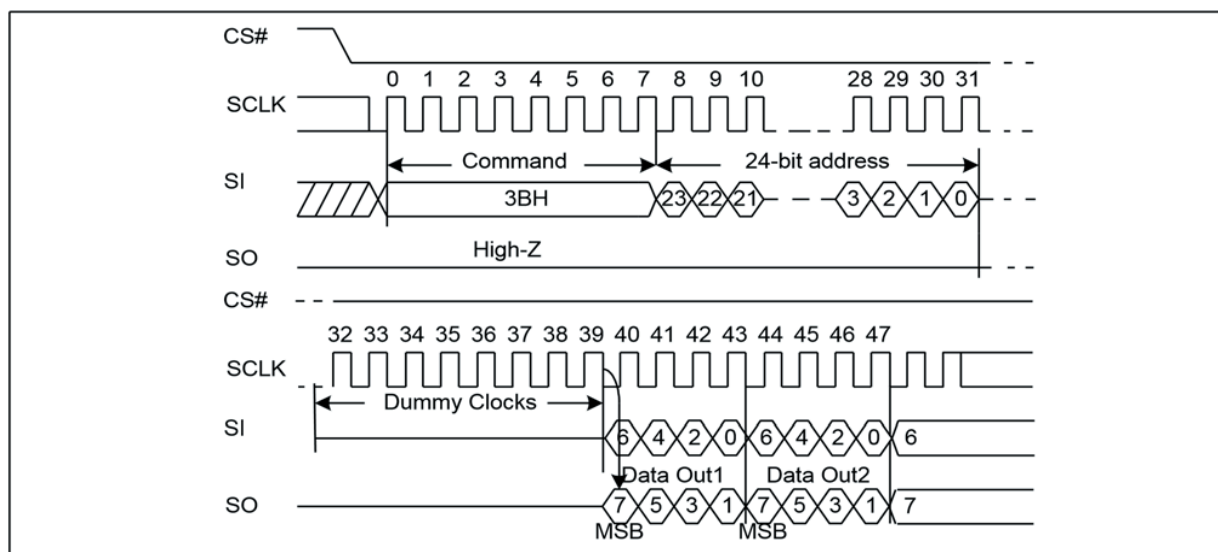 CS#
0 1 2 3 4 5 6 7 8 9 10 28 29 30 31
SCLK
Command 24-bit address
SI
3BH 23 22 21 3 2 1 0
High-Z
SO
CS#
32 33 34 35 36 37 38 39 40 41 42 43 44 45 46 47
SCLK
Dummy Clocks
SI
6 4 2 0 6 4 2 0 6
Data Out1 Data Out2
SO
7 5 3 1 7 5 3 1 7
MSB MSB